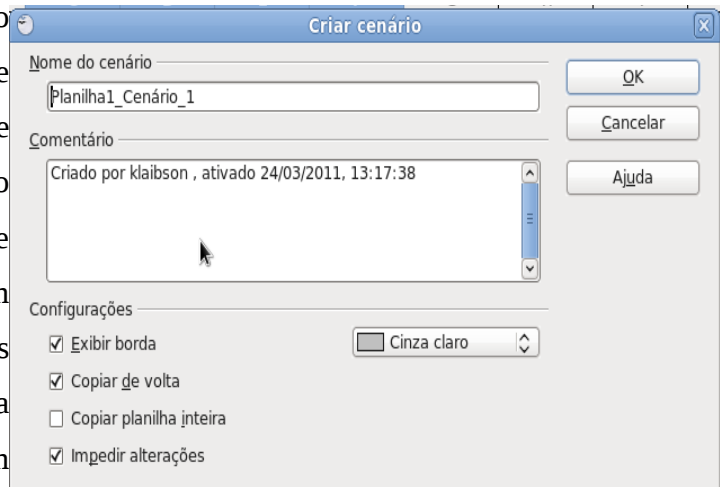 Criar cenário
Nome do cenário
Planilha1_Cenário_1
OK
Cancelar
Comentário
Criado por klaibson , ativado 24/03/2011, 13:17:38
Ajuda
Configurações
Exibir borda
Cinza claro
Copiar de volta
Copiar planilha inteira
Impedir alterações